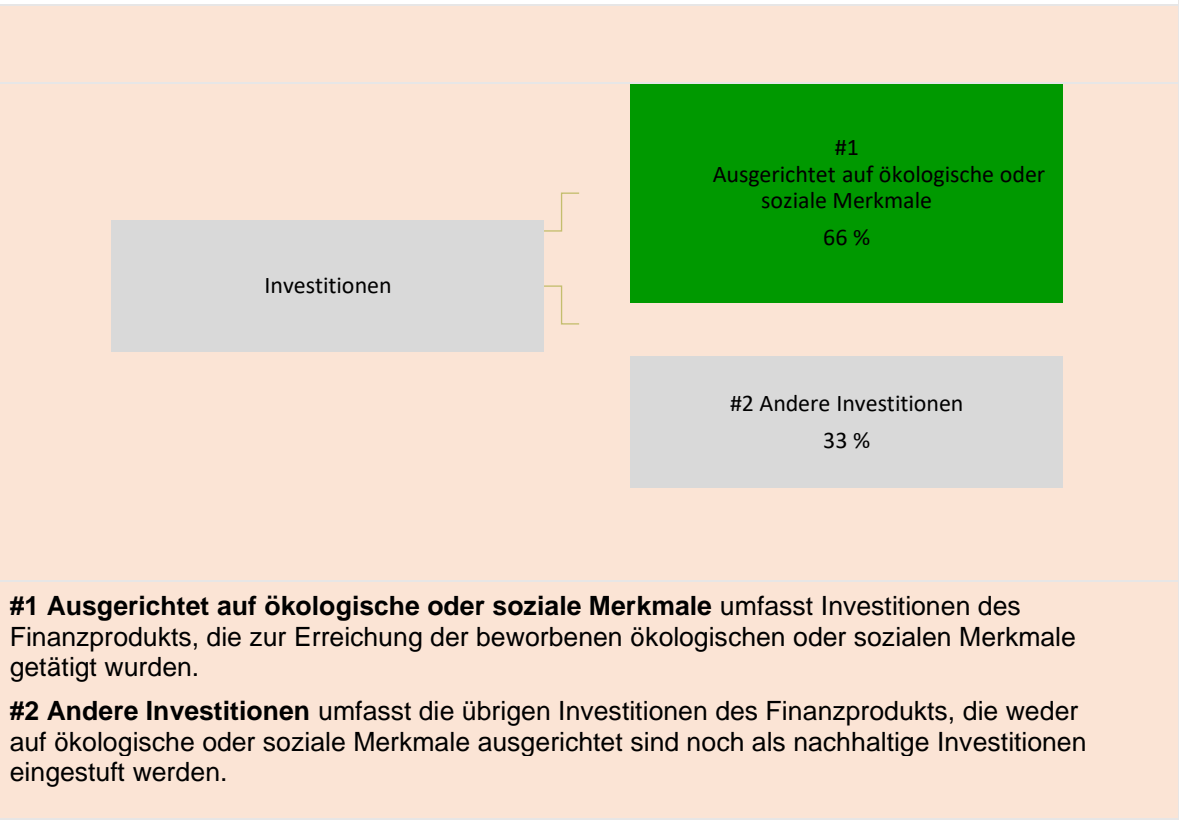 #1
Ausgerichtet auf ökologische oder
soziale Merkmale
66 %
Investitionen
#2 Andere Investitionen
33 %
#1 Ausgerichtet auf ökologische oder soziale Merkmale umfasst Investitionen des
Finanzprodukts, die zur Erreichung der beworbenen ökologischen oder sozialen Merkmale
getätigt wurden.
#2 Andere Investitionen umfasst die übrigen Investitionen des Finanzprodukts, die weder
auf ökologische oder soziale Merkmale ausgerichtet sind noch als nachhaltige Investitionen
eingestuft werden.